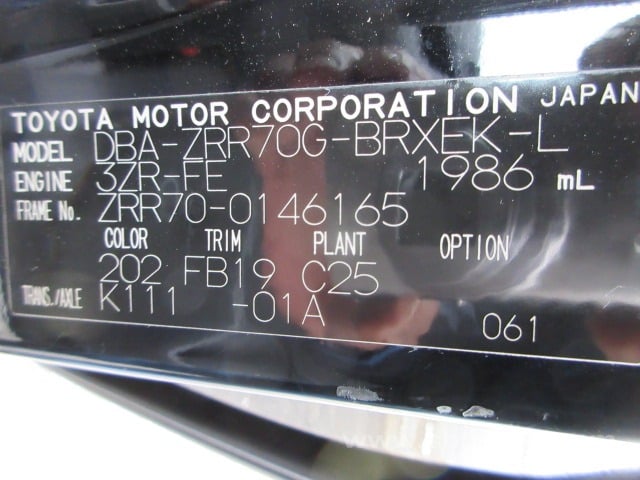 TOYOTA MOTOR CORPORATION JAPAN
MODEL DBA-ZRR70G-BRXEK-L
ENGINE 3ZR-FE 1986 mL
FRAME No. ZRR70-0146165
COLOR TRIM PLANT OPTION
202 FB19 C25
TRANS./AXLE K111 -01A
061